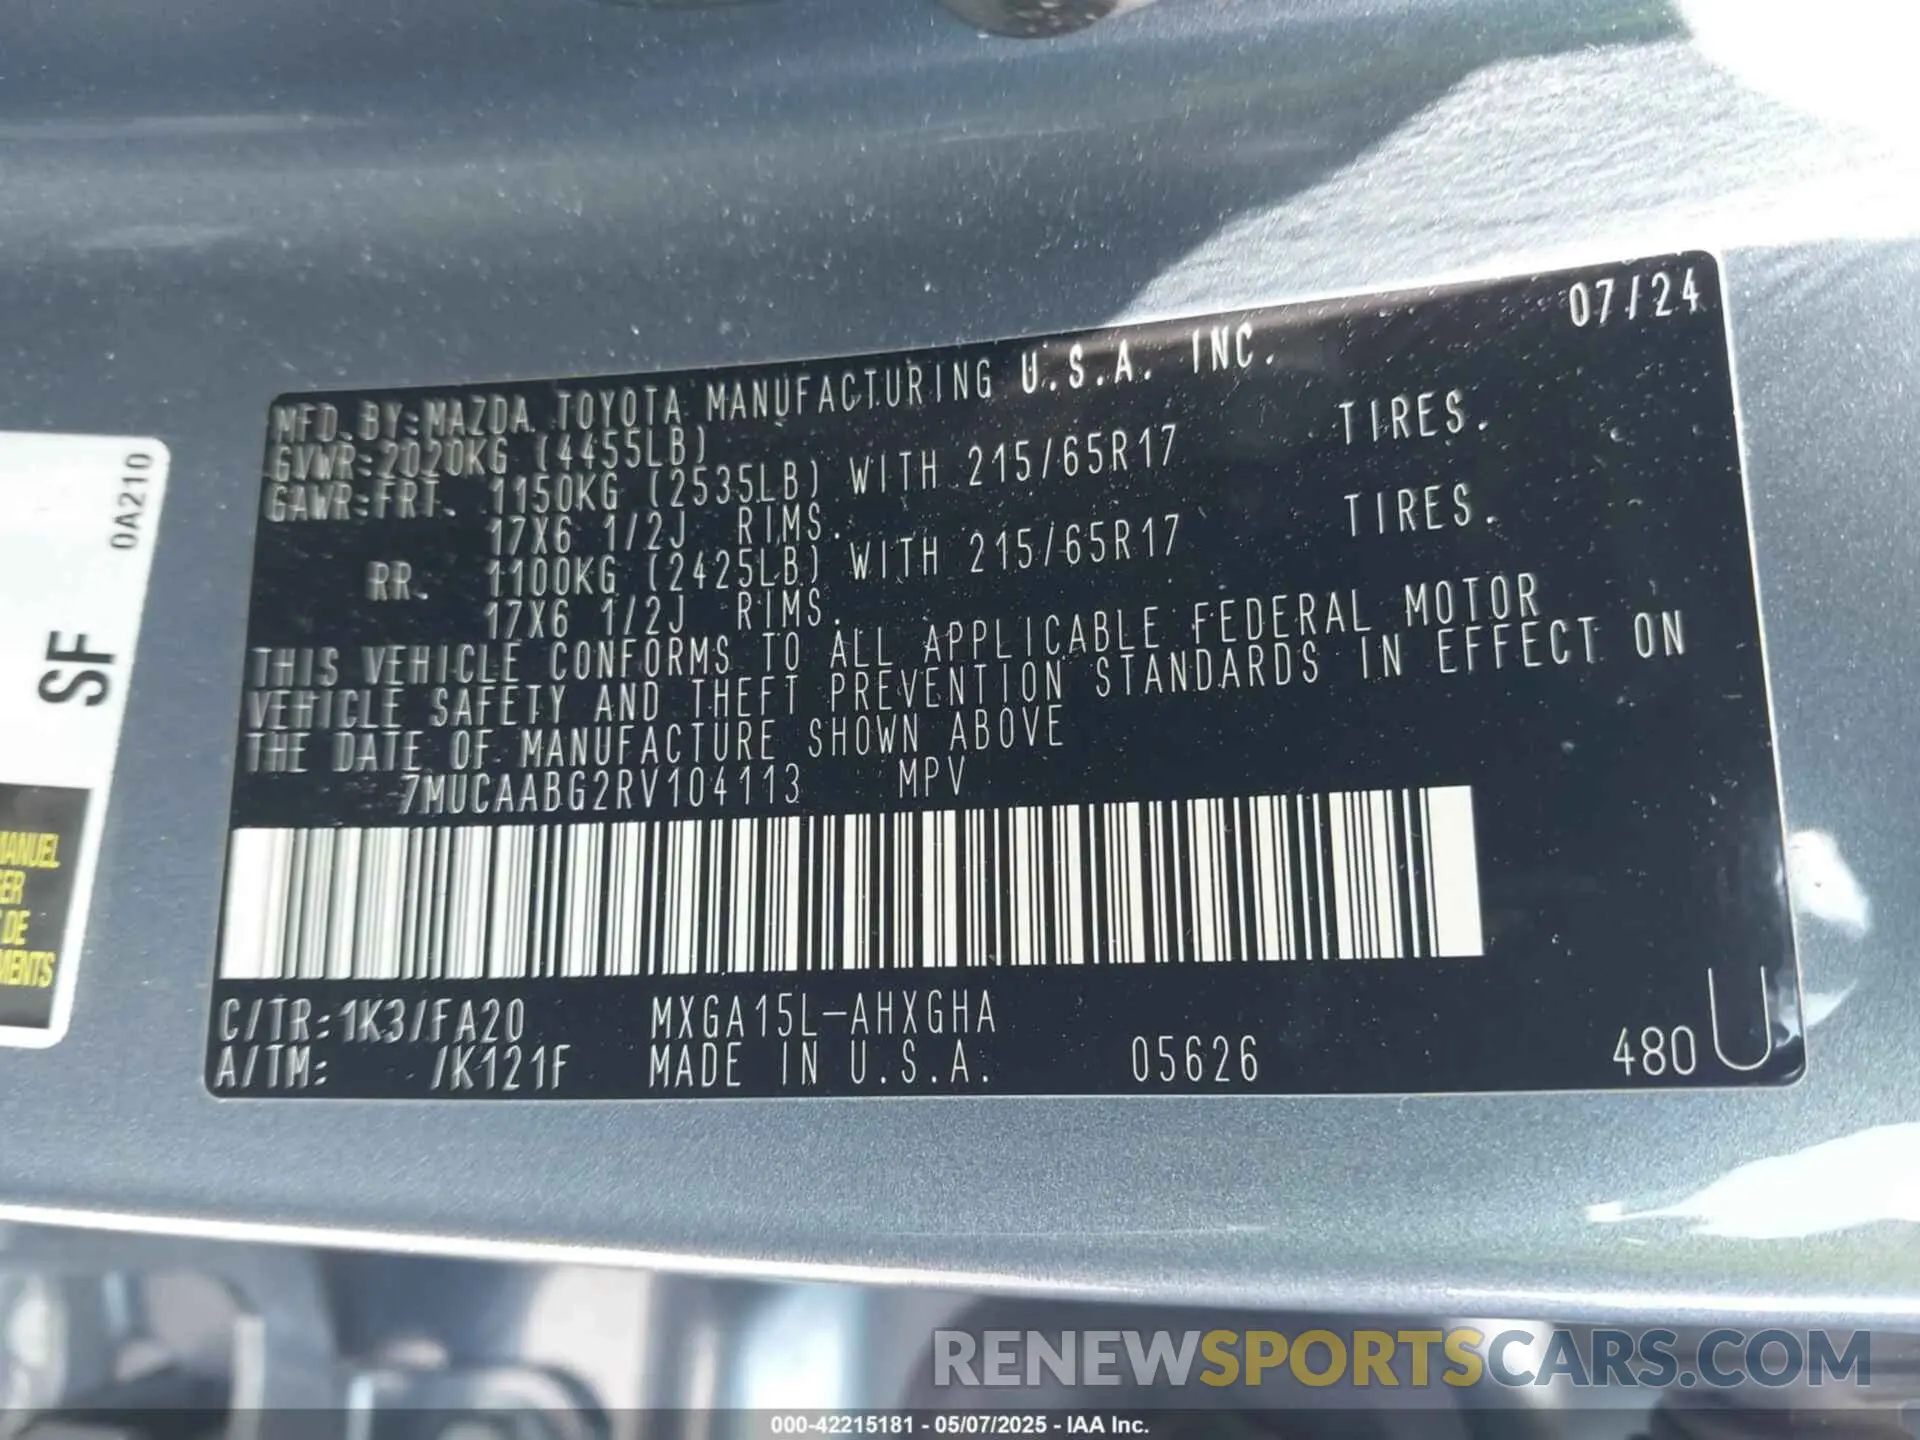 07/24
MFD. BY: MAZDA TOYOTA MANUFACTURING U.S.A. INC.
GVWR: 2020KG (4455LB)
GAWR: FRT. 1150KG (2535LB) WITH 215/65R17 TIRES.
17X6 1/2J RIMS.
RR. 1100KG (2425LB) WITH 215/65R17 TIRES.
17X6 1/2J RIMS.
THIS VEHICLE CONFORMS TO ALL APPLICABLE FEDERAL MOTOR
VEHICLE SAFETY AND THEFT PREVENTION STANDARDS IN EFFECT ON
THE DATE OF MANUFACTURE SHOWN ABOVE
7MUCAABG2RV104113 MPV
C/TR: 1K3/FA20 MXGA15L-AHXGHA
A/TM: /K121F MADE IN U.S.A. 05626 480 U
0A210
SF
MANUEL
DE
RENEWSPORTSCARS.COM
000-42215181 - 05/07/2025 - IAA Inc.